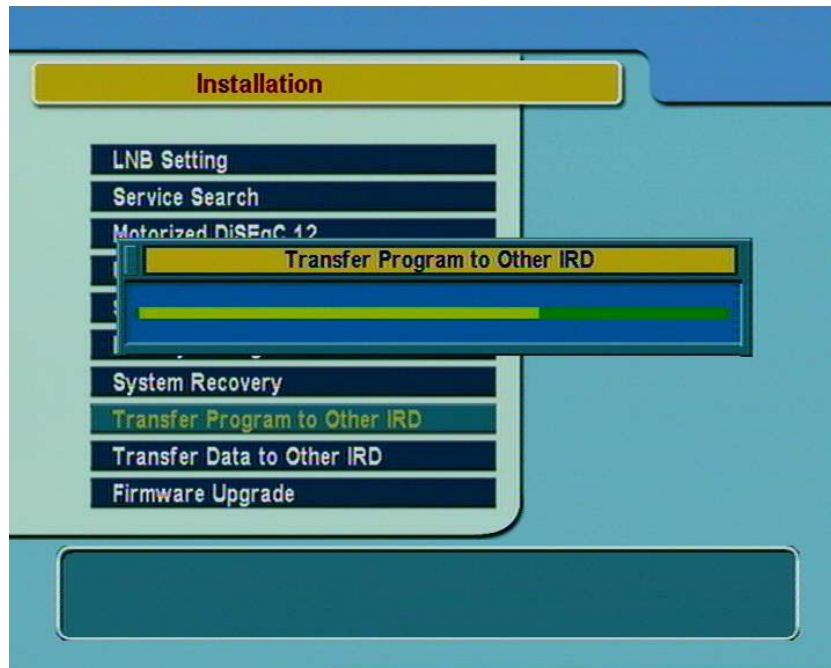 Installation
LNB Setting
Service Search
Motorized DiSEqC 1.2
Transfer Program to Other IRD
System Recovery
Transfer Program to Other IRD
Transfer Data to Other IRD
Firmware Upgrade